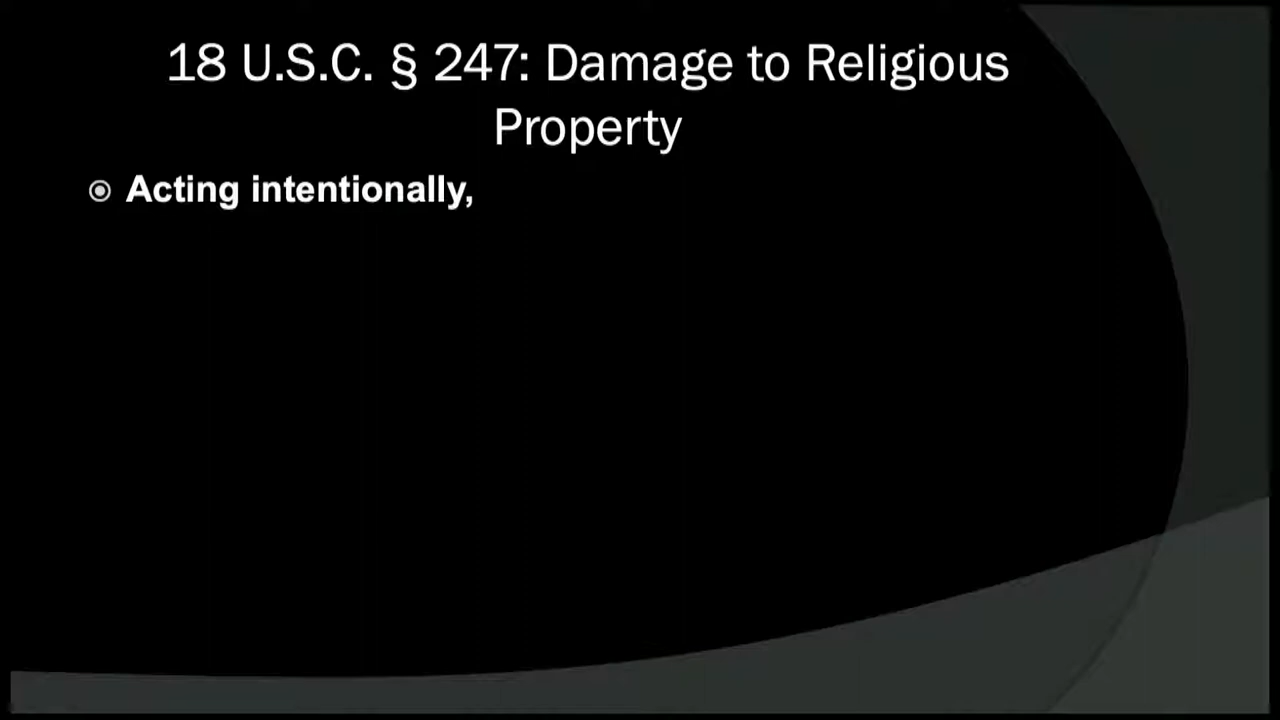 18 U.S.C. § 247: Damage to Religious
Property
Acting intentionally,